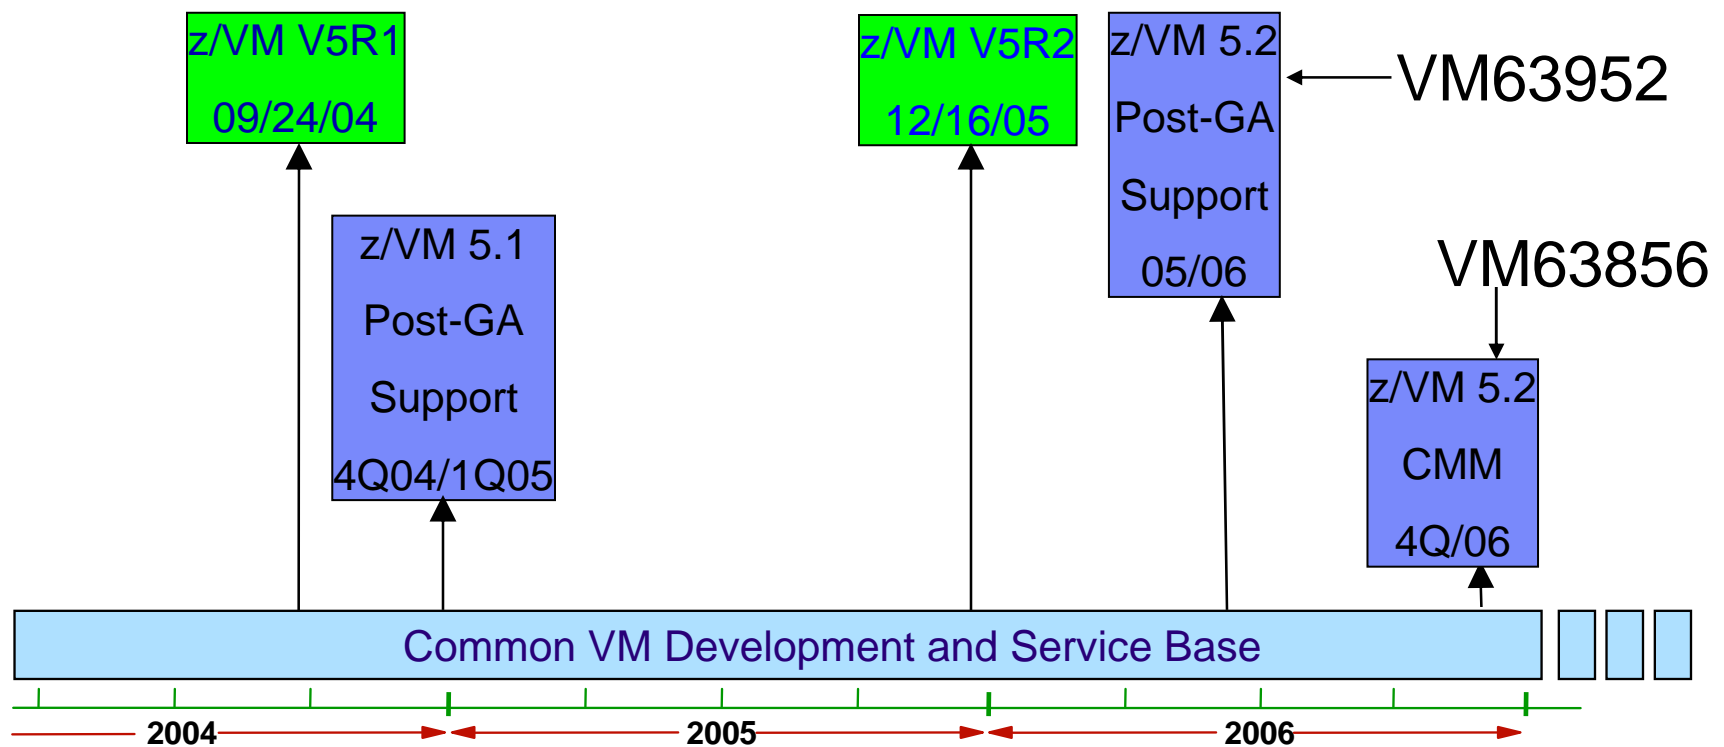 z/VM V5R1
09/24/04
z/VM 5.1
Post-GA
Support
4Q04/1Q05
z/VM V5R2
12/16/05
z/VM 5.2
Post-GA
Support
05/06
VM63952
VM63856
z/VM 5.2
CMM
4Q/06
Common VM Development and Service Base
2004
2005
2006